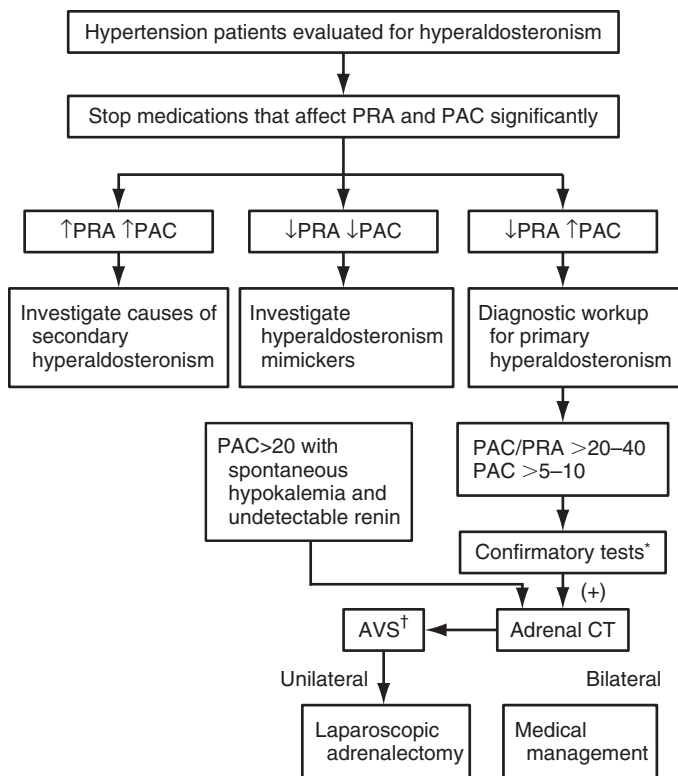 Hypertension patients evaluated for hyperaldosteronism
Stop medications that affect PRA and PAC significantly
↑PRA ↑PAC
↓PRA ↓PAC
↓PRA ↑PAC
Investigate causes of
secondary
hyperaldosteronism
Investigate
hyperaldosteronism
mimickers
Diagnostic workup
for primary
hyperaldosteronism
PAC>20 with
spontaneous
hypokalemia and
undetectable renin
PAC/PRA >20–40
PAC >5–10
Confirmatory tests*
(+)
AVS†
Adrenal CT
Unilateral
Bilateral
Laparoscopic
adrenalectomy
Medical
management